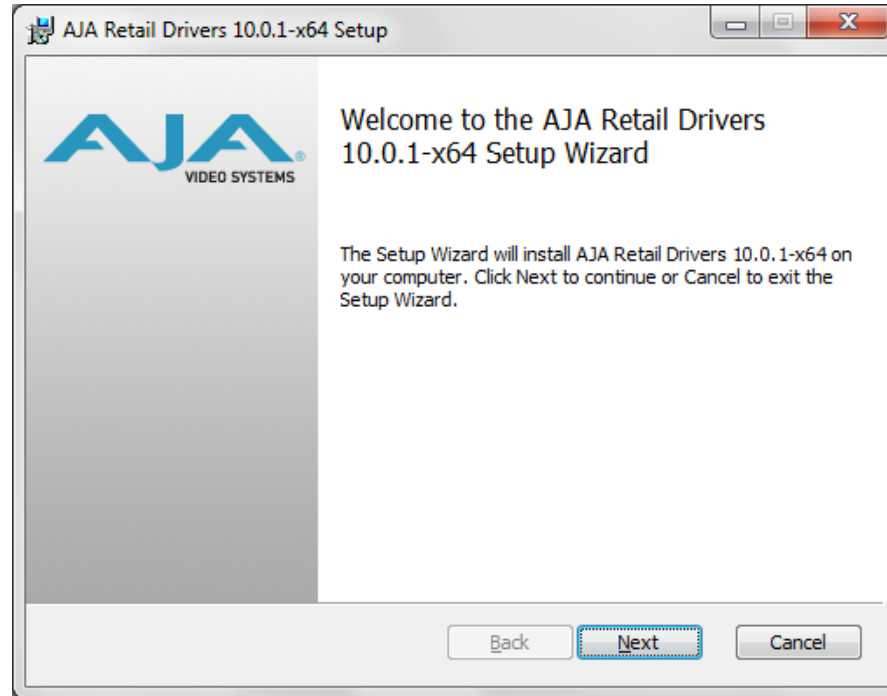 AJA Retail Drivers 10.0.1-x64 Setup
AJA®
VIDEO SYSTEMS
Welcome to the AJA Retail Drivers
10.0.1-x64 Setup Wizard
The Setup Wizard will install AJA Retail Drivers 10.0.1-x64 on
your computer. Click Next to continue or Cancel to exit the
Setup Wizard.
Back
Next
Cancel